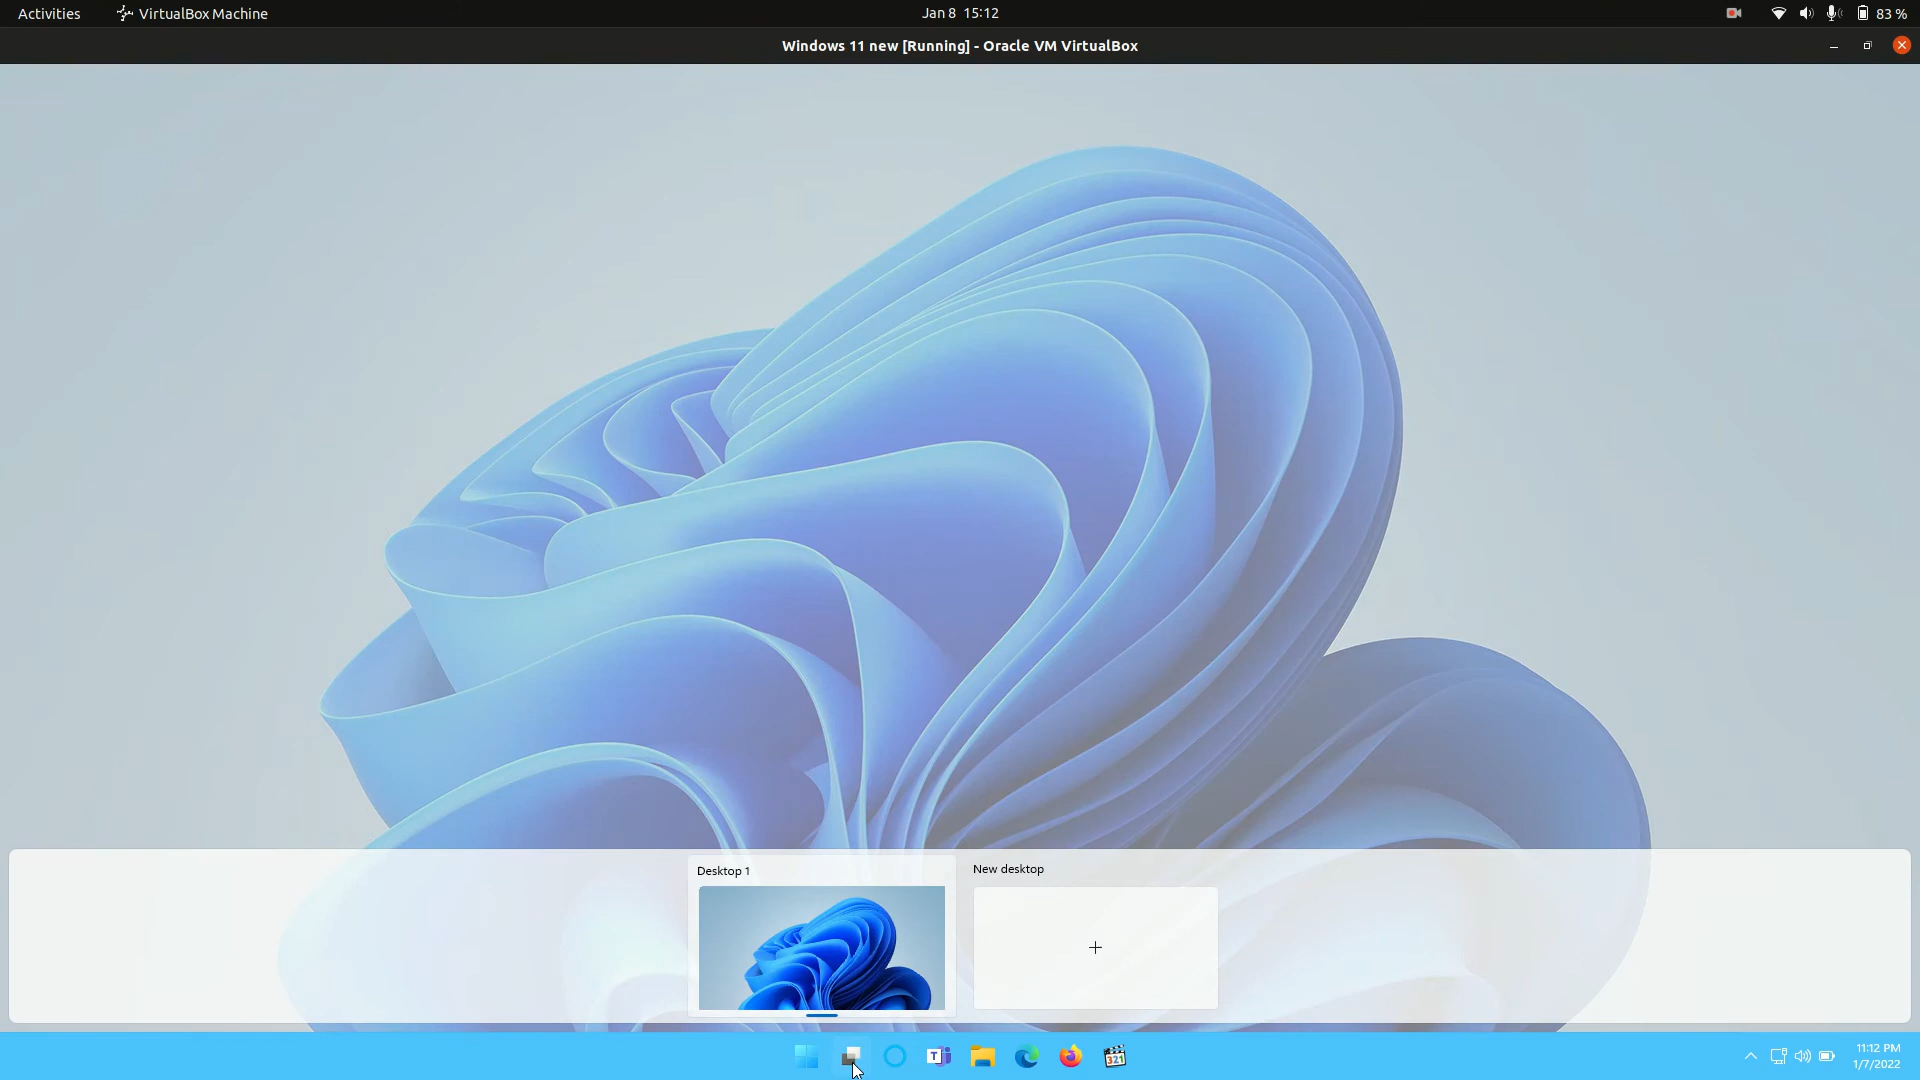 Activities
VirtualBox Machine
Jan 8 15:12
83 %
Windows 11 new [Running] - Oracle VM VirtualBox
Desktop 1
New desktop
T
321
11:12 PM
1/7/2022